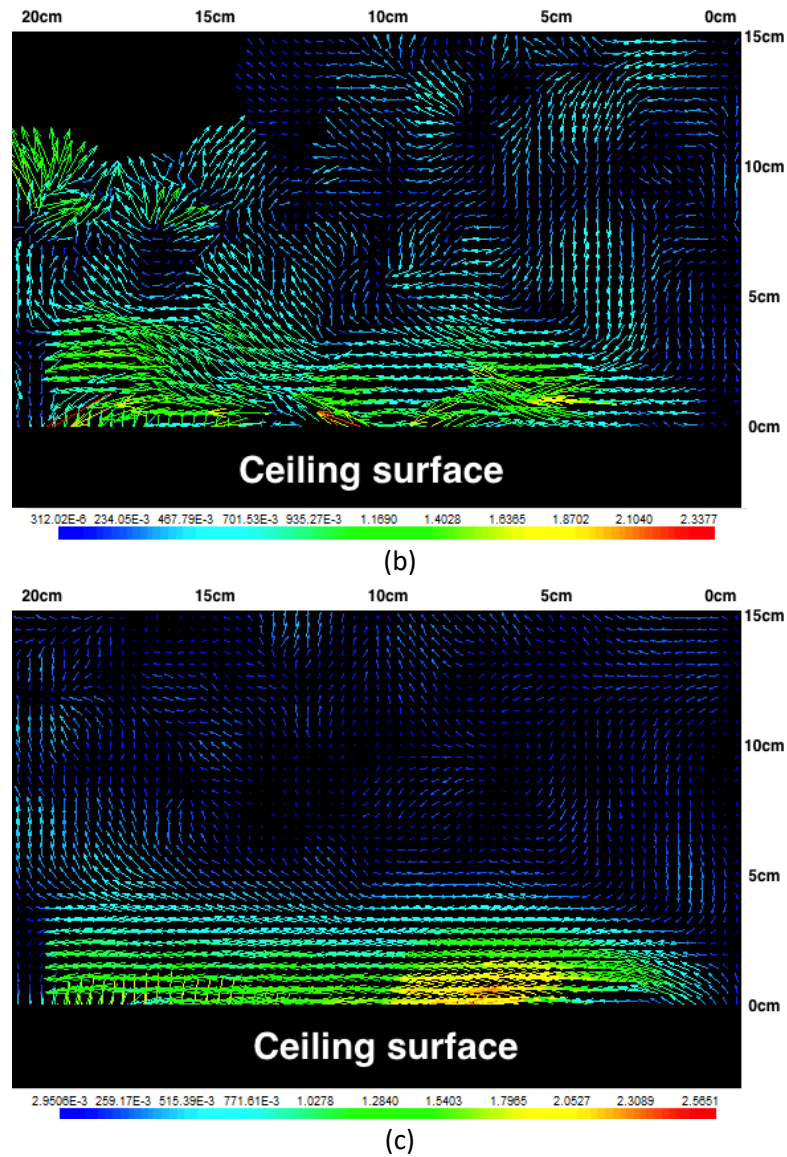 20cm 15cm 10cm 5cm 0cm
15cm
10cm
5cm
0cm
Ceiling surface
312.02E-6 234.05E-3 467.79E-3 701.53E-3 935.27E-3 1.1690 1.4028 1.6365 1.8702 2.1040 2.3377
(b)
20cm 15cm 10cm 5cm 0cm
15cm
10cm
5cm
0cm
Ceiling surface
2.9506E-3 259.17E-3 515.39E-3 771.61E-3 1.0278 1.2840 1.5403 1.7965 2.0527 2.3089 2.5651
(c)